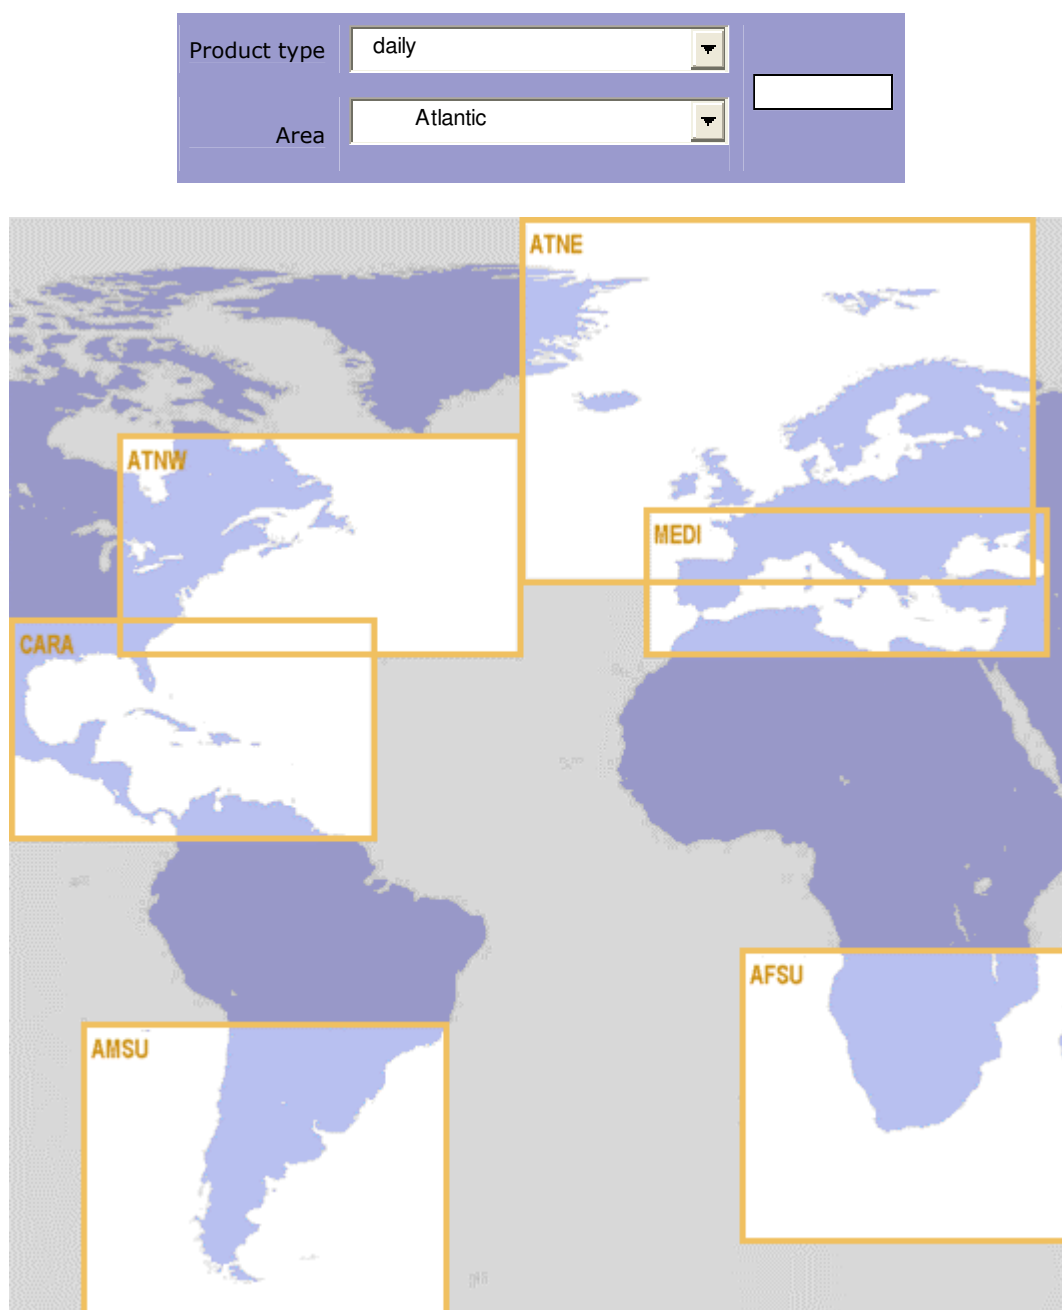 Product type daily
Area Atlantic
ATNE
ATNW
MEDI
CARA
AFSU
AMSU